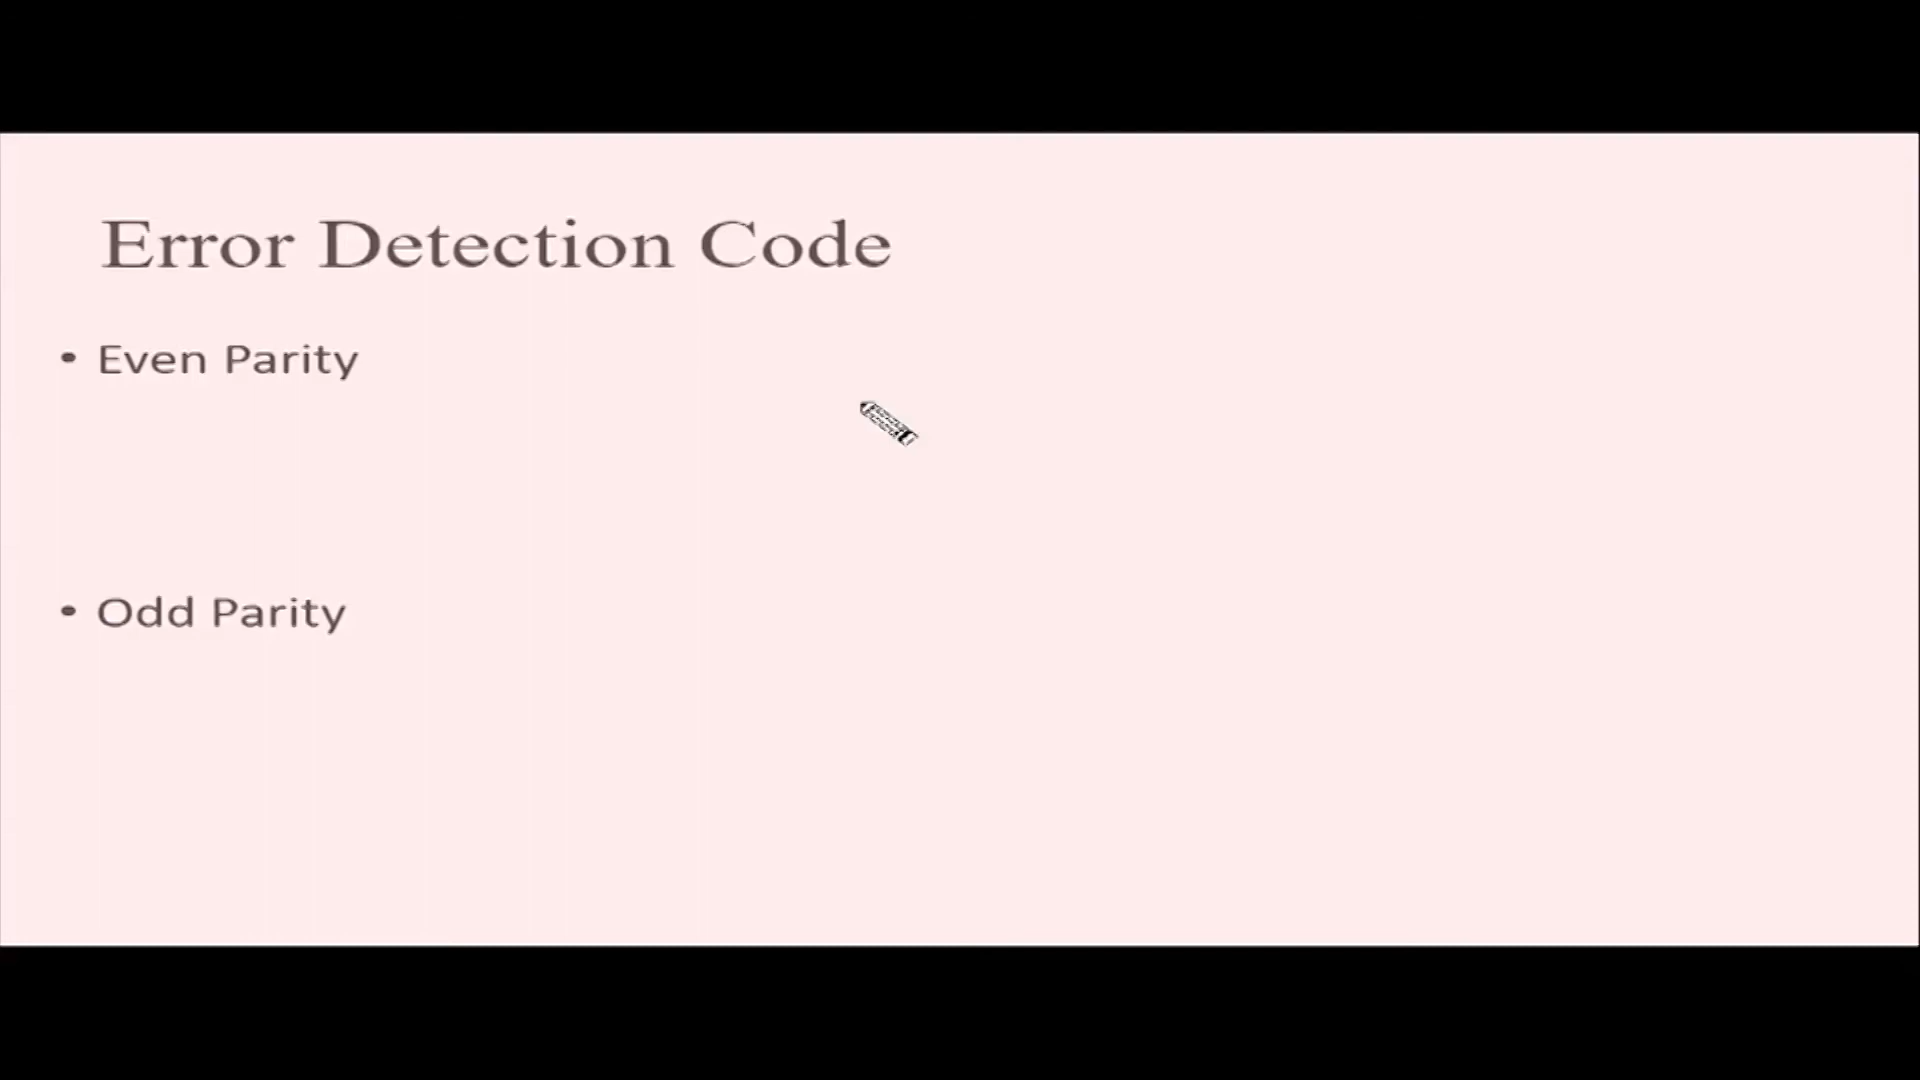 Error Detection Code
• Even Parity
• Odd Parity